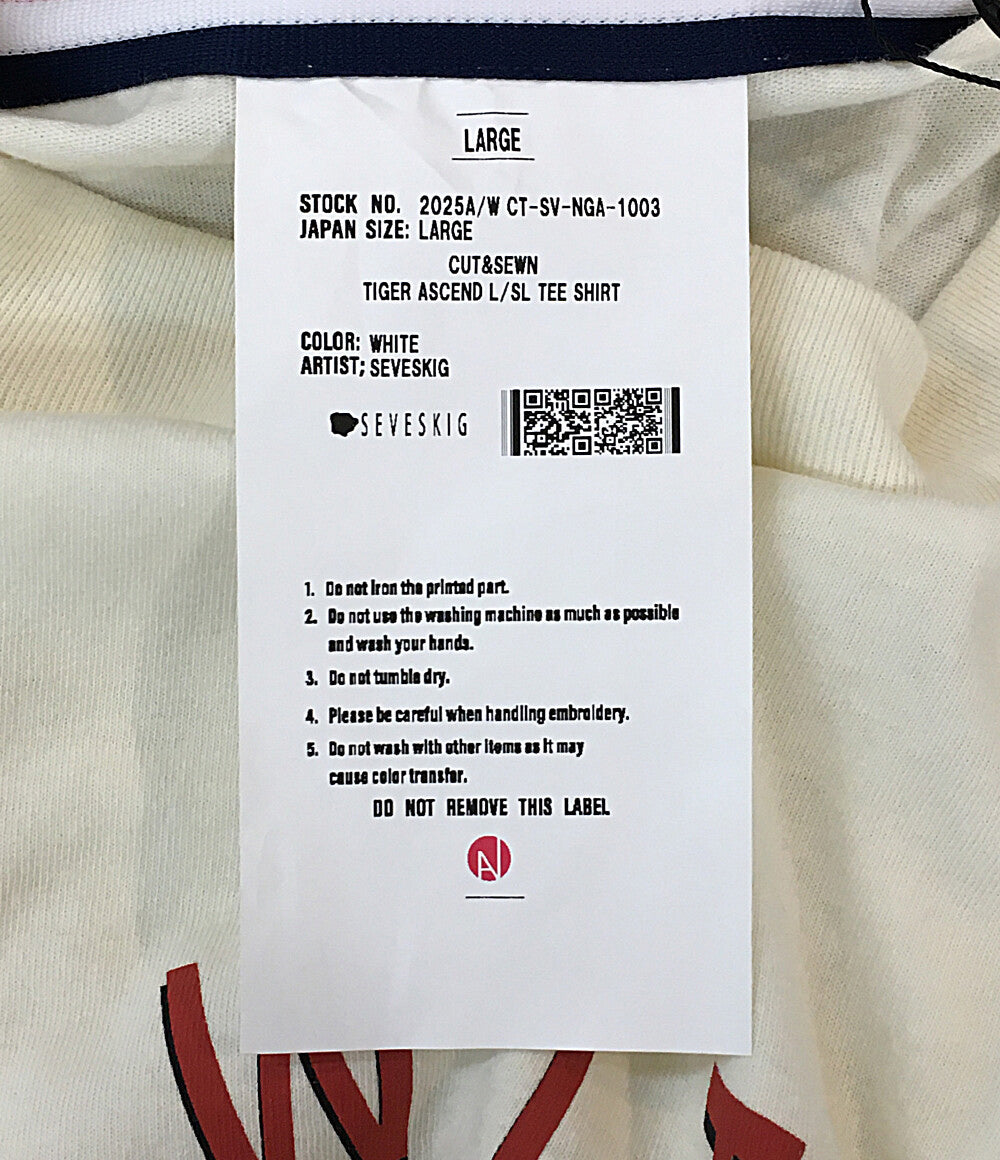 LARGE
STOCK NO. 2025A/W CT-SV-NGA-1003
JAPAN SIZE: LARGE
CUT&SEWN
TIGER ASCEND L/SL TEE SHIRT
COLOR: WHITE
ARTIST; SEVESKIG
SEVESKIG
1. Do not iron the printed part.
2. Do not use the washing machine as much as possible
and wash your hands.
3. Do not tumble dry.
4. Please be careful when handling embroidery.
5. Do not wash with other items as it may
cause color transfer.
DO NOT REMOVE THIS LABEL